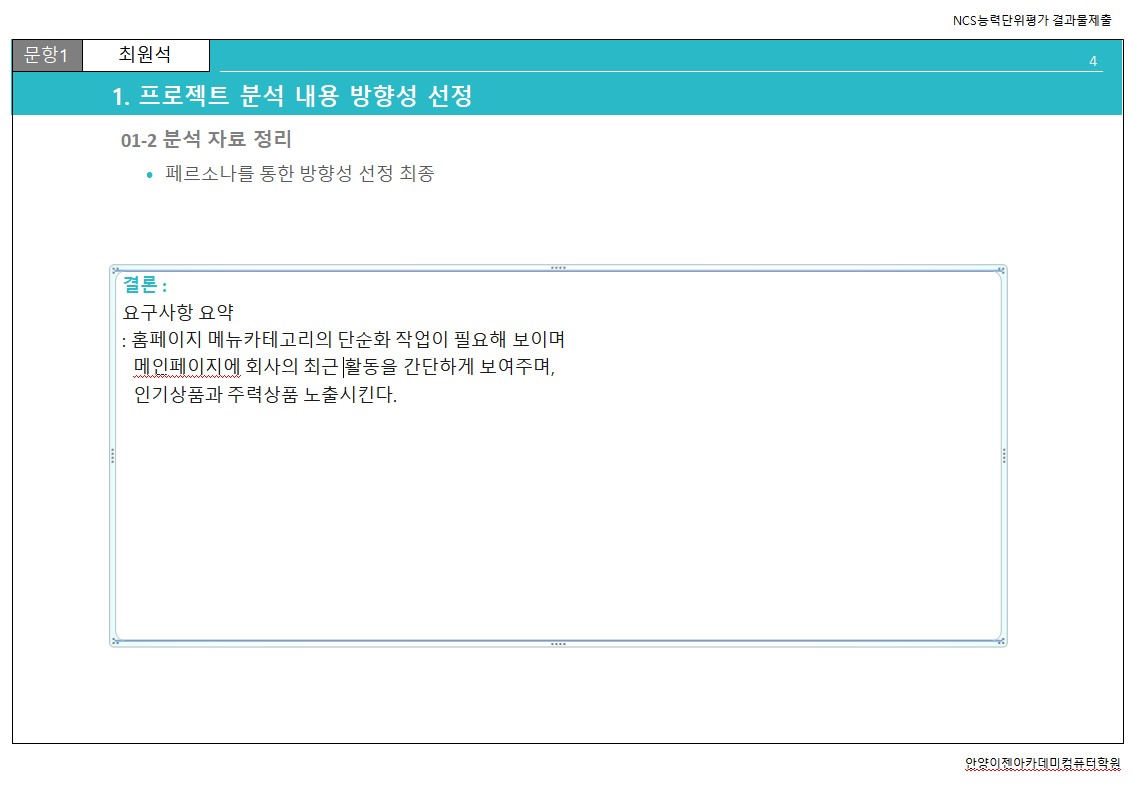 NCS능력단위평가 결과물제출
문항1 최원석
4
1. 프로젝트 분석 내용 방향성 선정
01-2 분석 자료 정리
• 페르소나를 통한 방향성 선정 최종
결론 :
요구사항 요약
: 홈페이지 메뉴카테고리의 단순화 작업이 필요해 보이며
메인페이지에 회사의 최근 활동을 간단하게 보여주며,
인기상품과 주력상품 노출시킨다.
안양이젠아카데미컴퓨터학원